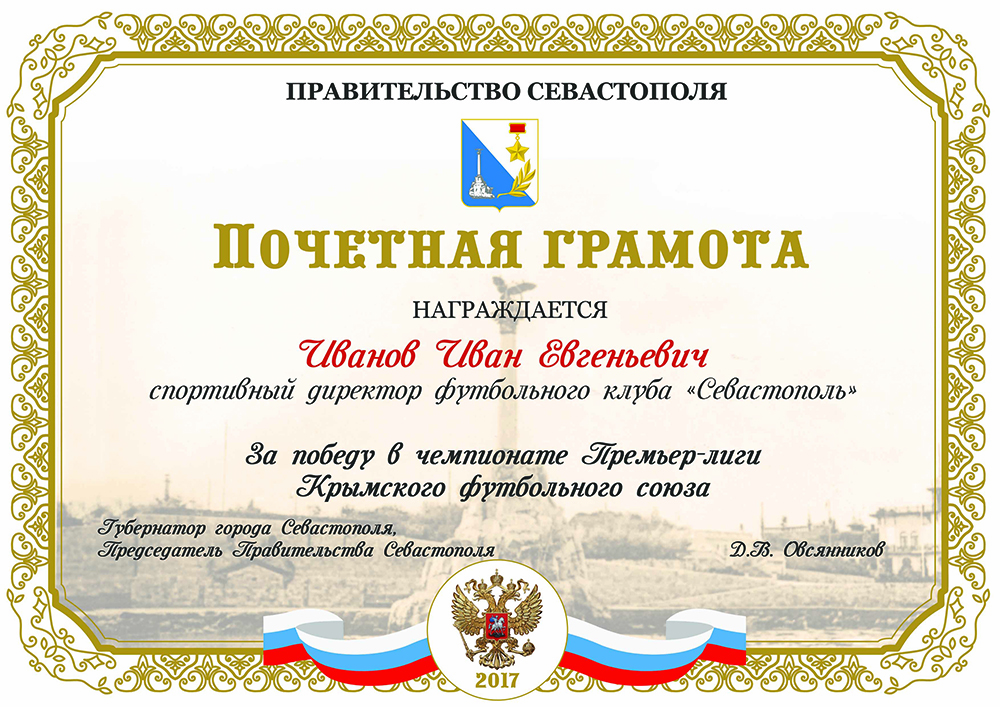 ПРАВИТЕЛЬСТВО СЕВАСТОПОЛЯ
ПОЧЕТНАЯ ГРАМОТА
НАГРАЖДАЕТСЯ
Иванов Иван Евгеньевич
спортивный директор футбольного клуба «Севастополь»
За победу в чемпионате Премьер-лиги
Крымского футбольного союза
Губернатор города Севастополя,
Председатель Правительства Севастополя
Д.В. Овсянников
2017